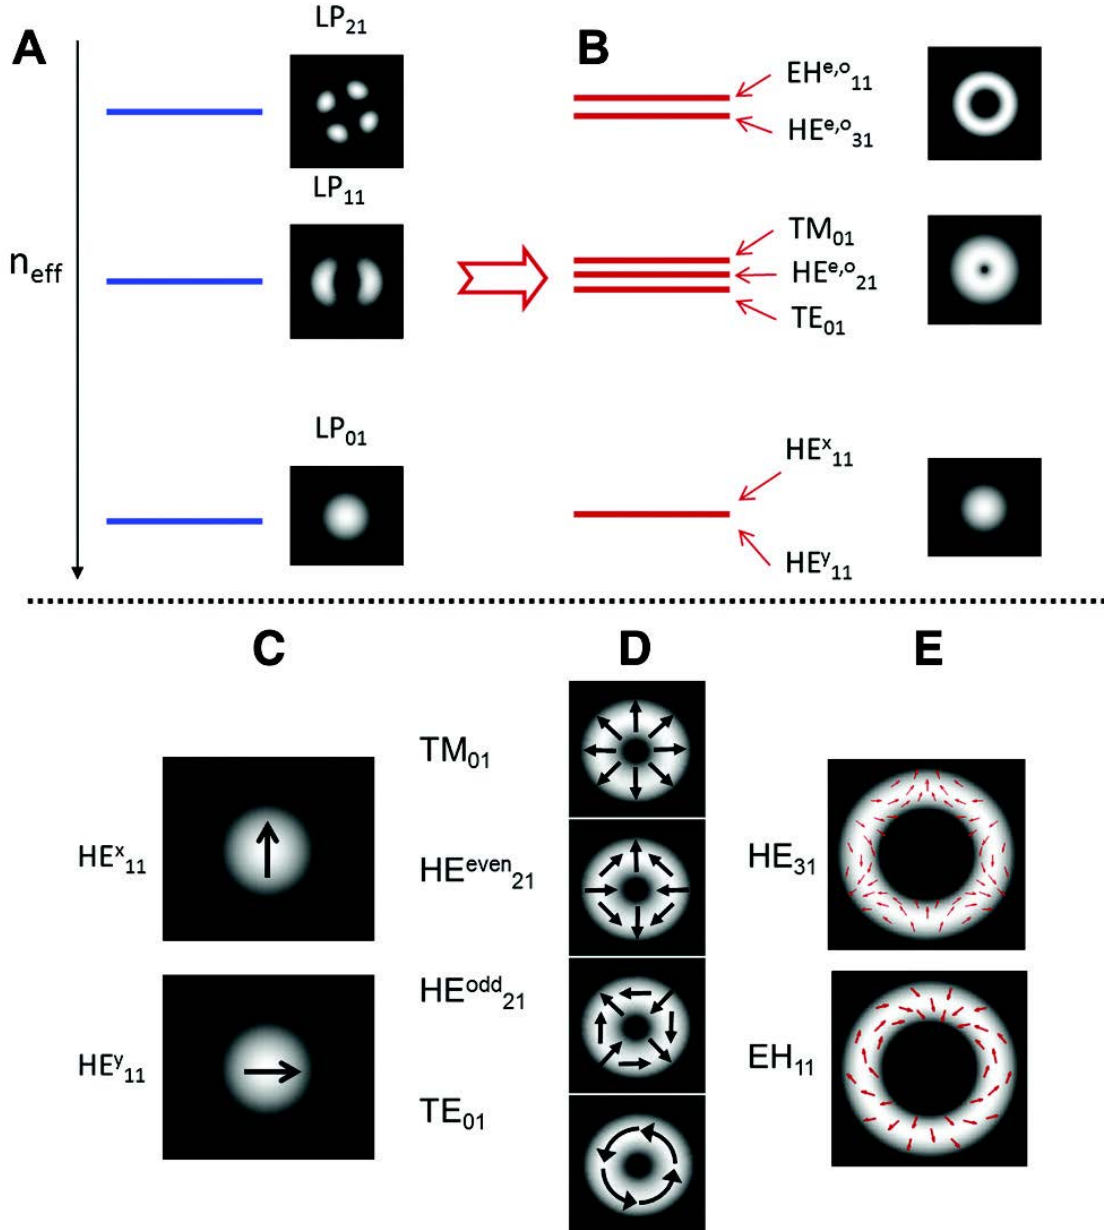 A
B
LP₂₁
EHᵉ,ᵒ₁₁
HEᵉ,ᵒ₃₁
LP₁₁
n_eff
TM₀₁
HEᵉ,ᵒ₂₁
TE₀₁
LP₀₁
HEˣ₁₁
HEʸ₁₁
C
D
E
TM₀₁
HEˣ₁₁
HEᵉᵛᵉⁿ₂₁
HE₃₁
HEᵒᵈᵈ₂₁
HEʸ₁₁
EH₁₁
TE₀₁